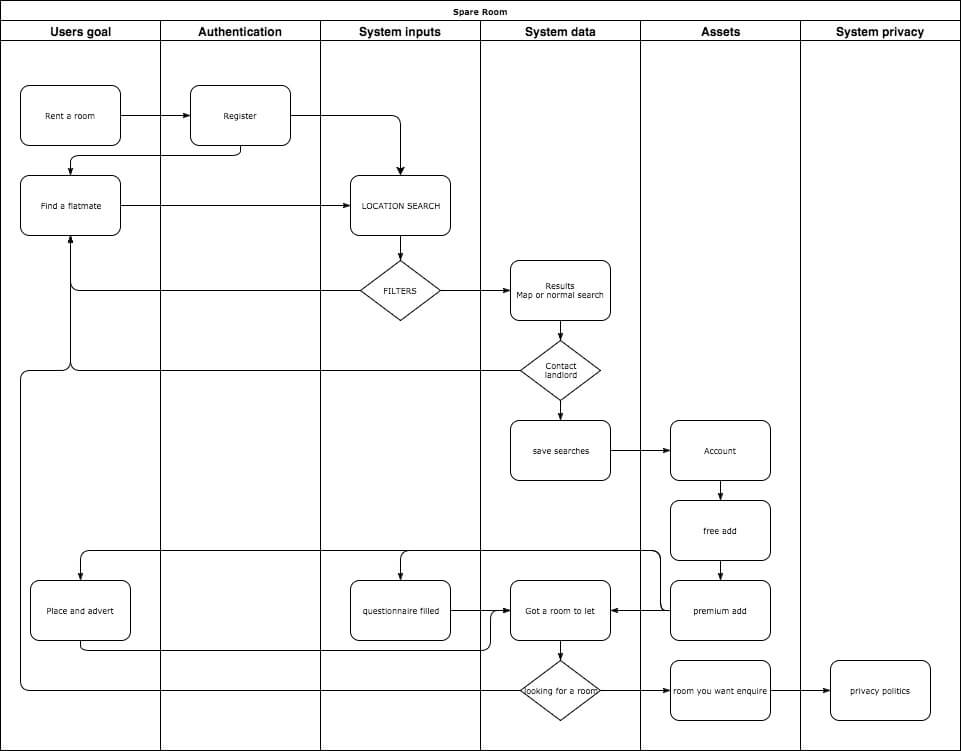 Spare Room
Users goal
Authentication
System inputs
System data
Assets
System privacy
Rent a room
Register
Find a flatmate
LOCATION SEARCH
FILTERS
Results
Map or normal search
Contact
landlord
save searches
Account
free add
Place and advert
questionnaire filled
Got a room to let
premium add
looking for a room
room you want enquire
privacy politics